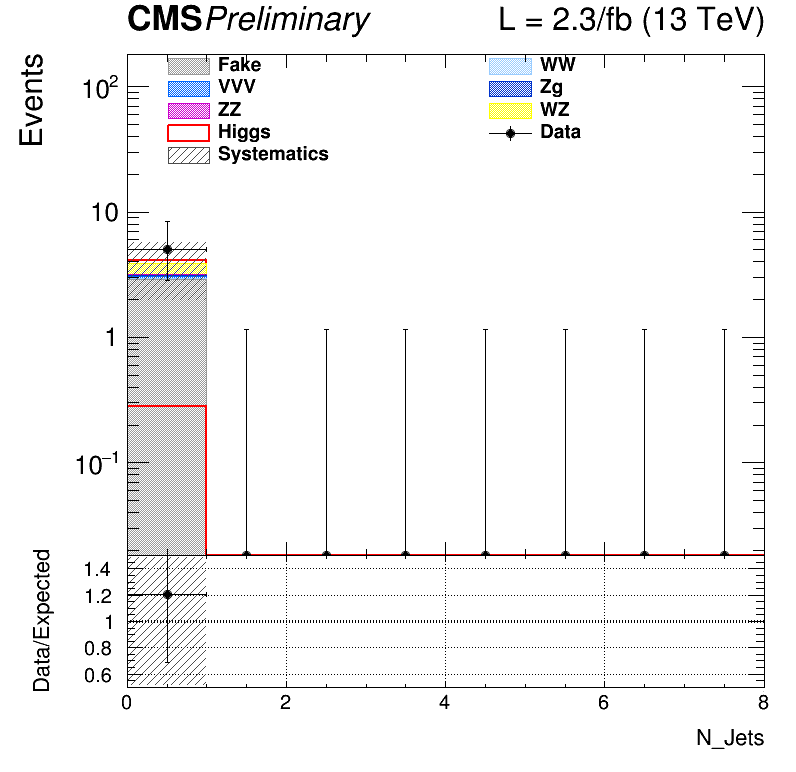 CMS Preliminary L = 2.3/fb (13 TeV)
Events
Fake WW
VVV Zg
ZZ WZ
Higgs Data
Systematics
10²
10
1
10⁻¹
Data/Expected
1.4
1.2
1
0.8
0.6
0 2 4 6 8
N_Jets